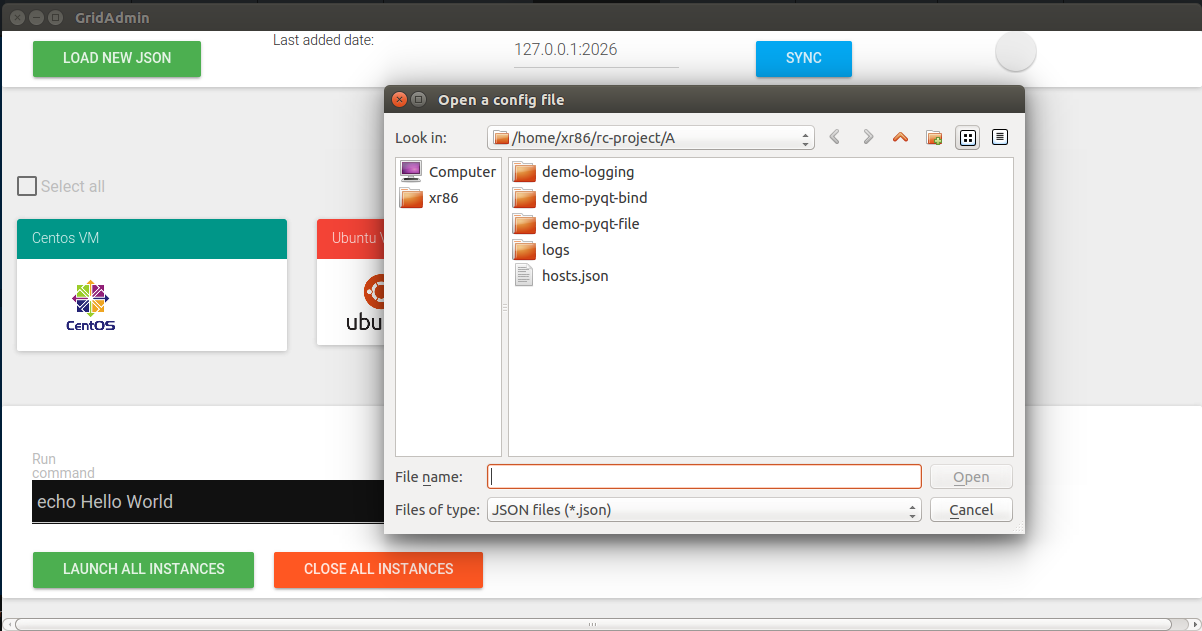 GridAdmin
LOAD NEW JSON
Last added date:
127.0.0.1:2026
SYNC
Open a config file
Look in:
/home/xr86/rc-project/A
Computer
xr86
demo-logging
demo-pyqt-bind
demo-pyqt-file
logs
hosts.json
File name:
Open
Files of type:
JSON files (*.json)
Cancel
Select all
Centos VM
CentOS
Ubuntu V
ubu
Run
command
echo Hello World
LAUNCH ALL INSTANCES
CLOSE ALL INSTANCES